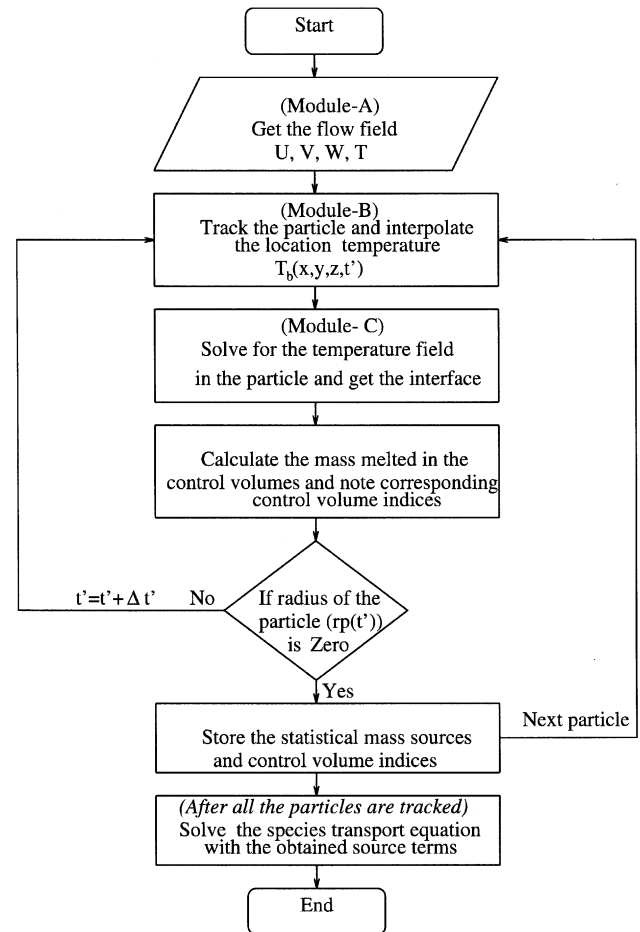 Start
(Module-A)
Get the flow field
U, V, W, T
(Module-B)
Track the particle and interpolate
the location temperature
T_b(x,y,z,t')
(Module- C)
Solve for the temperature field
in the particle and get the interface
Calculate the mass melted in the
control volumes and note corresponding
control volume indices
t'=t'+Δ t'
No
If radius of the
particle (rp(t'))
is Zero
Yes
Next particle
Store the statistical mass sources
and control volume indices
(After all the particles are tracked)
Solve the species transport equation
with the obtained source terms
End